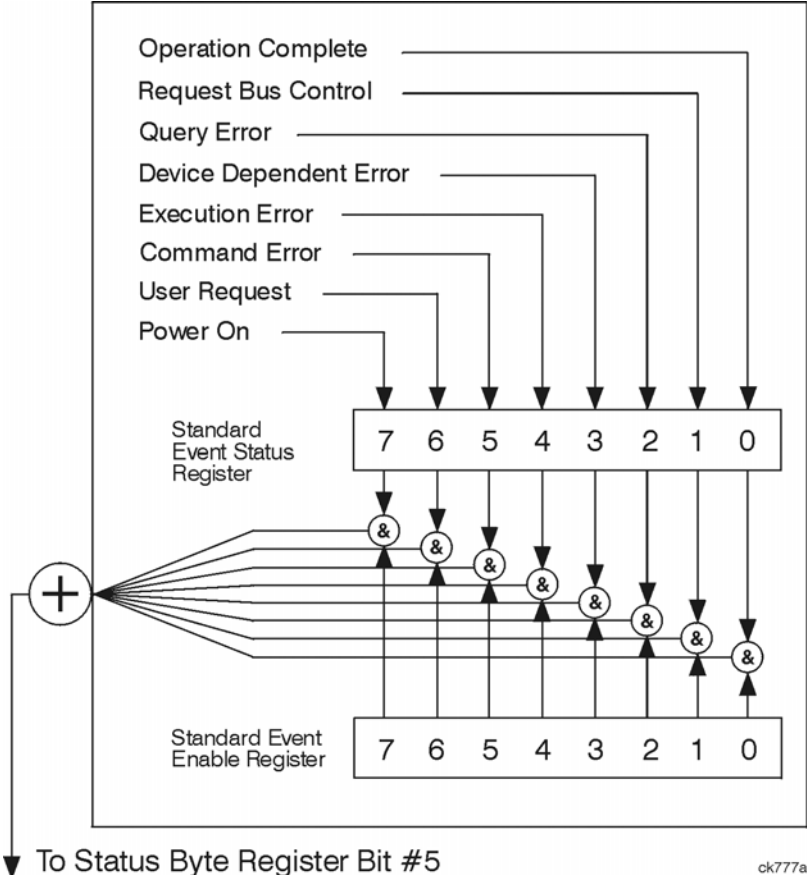 Operation Complete
Request Bus Control
Query Error
Device Dependent Error
Execution Error
Command Error
User Request
Power On
Standard
Event Status
Register
7 6 5 4 3 2 1 0
&
&
&
&
&
&
&
&
+
Standard Event
Enable Register
7 6 5 4 3 2 1 0
To Status Byte Register Bit #5
ck777a